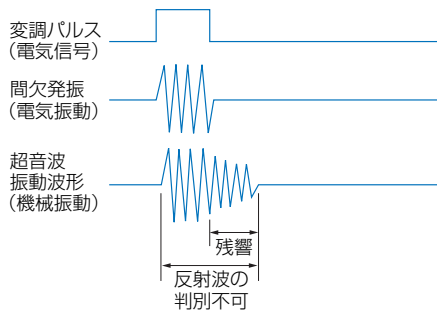 変調パルス
(電気信号)
間欠発振
(電気振動)
超音波
振動波形
(機械振動)
残響
反射波の
判別不可